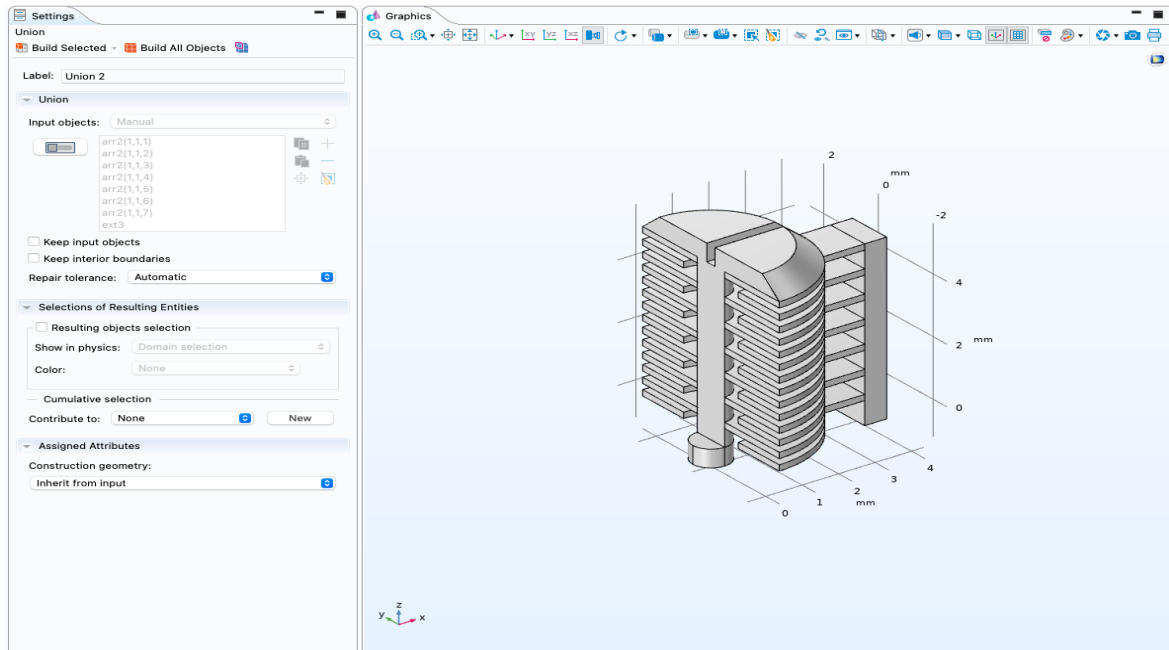 Settings
Union
Build Selected
Build All Objects
Label: Union 2
Union
Input objects: Manual
arr2(1,1,1)
arr2(1,1,2)
arr2(1,1,3)
arr2(1,1,4)
arr2(1,1,5)
arr2(1,1,6)
arr2(1,1,7)
ext3
Keep input objects
Keep interior boundaries
Repair tolerance: Automatic
Selections of Resulting Entities
Resulting objects selection
Show in physics: Domain selection
Color: None
Cumulative selection
Contribute to: None New
Assigned Attributes
Construction geometry:
Inherit from input
Graphics
xy yz xz
2
mm
0
-2
4
2 mm
0
4
3
2
mm
1
0
z
y x